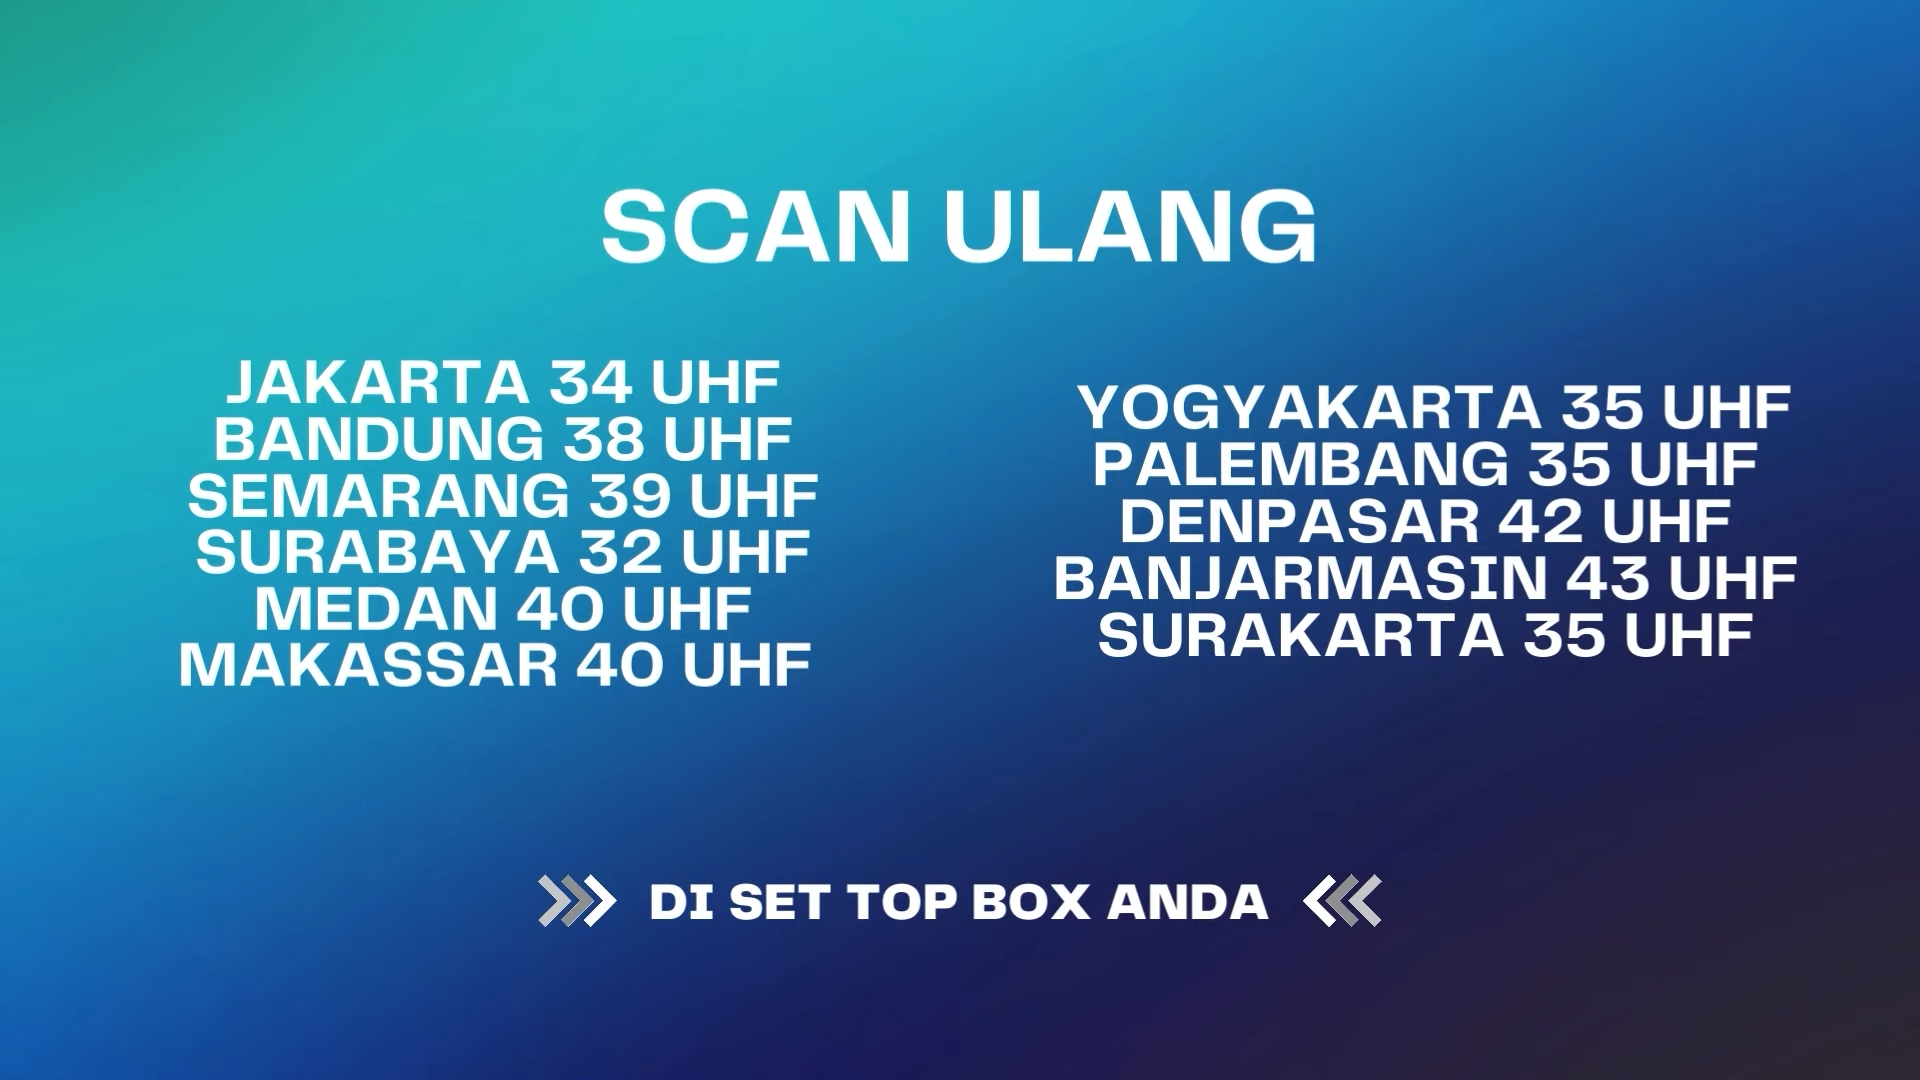 SCAN ULANG
JAKARTA 34 UHF
BANDUNG 38 UHF
SEMARANG 39 UHF
SURABAYA 32 UHF
MEDAN 40 UHF
MAKASSAR 40 UHF
YOGYAKARTA 35 UHF
PALEMBANG 35 UHF
DENPASAR 42 UHF
BANJARMASIN 43 UHF
SURAKARTA 35 UHF
DI SET TOP BOX ANDA